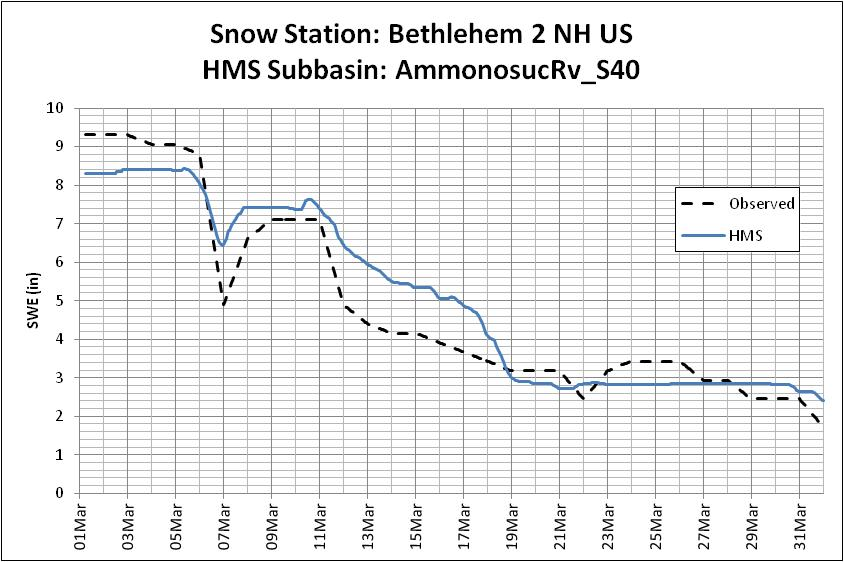 Snow Station: Bethlehem 2 NH US
HMS Subbasin: AmmonosucRv_S40
10
9
8
7
6
5
4
3
2
1
0
SWE (in)
Observed
HMS
01Mar
03Mar
05Mar
07Mar
09Mar
11Mar
13Mar
15Mar
17Mar
19Mar
21Mar
23Mar
25Mar
27Mar
29Mar
31Mar